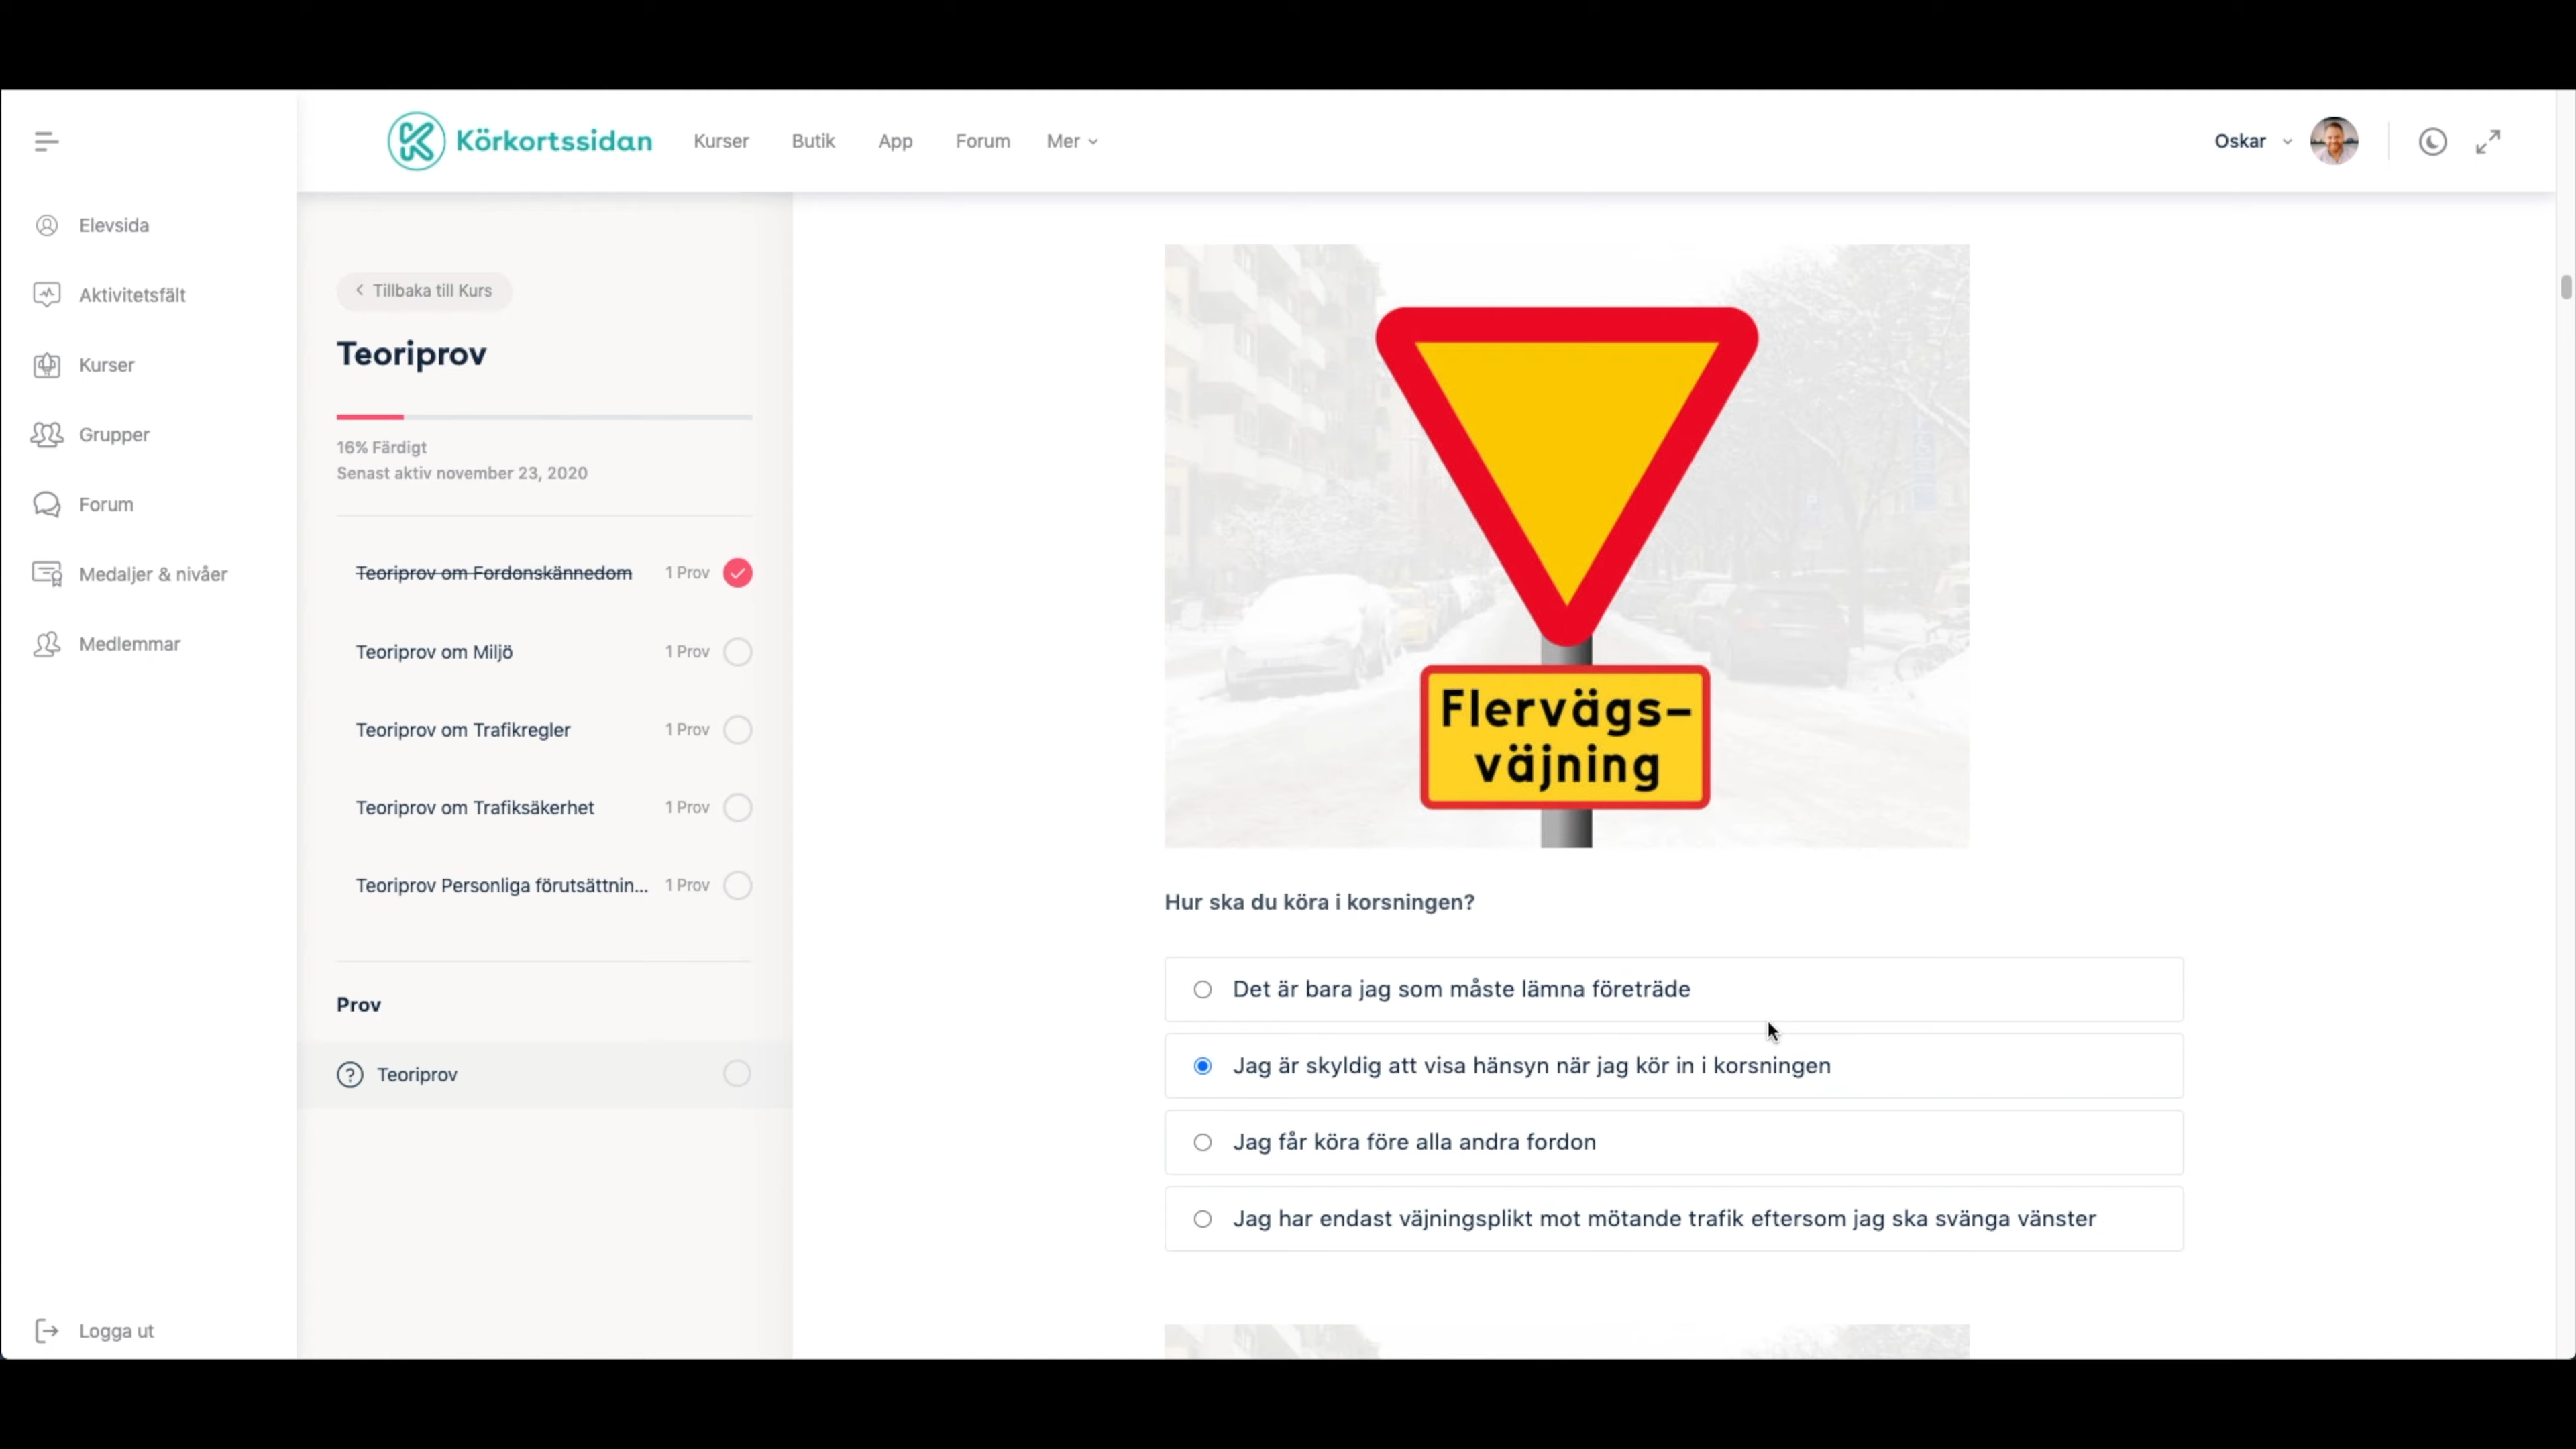 Körkortssidan
Kurser
Butik
App
Forum
Mer
Oskar
Elevsida
Aktivitetsfält
Kurser
Grupper
Forum
Medaljer & nivåer
Medlemmar
Logga ut
Tillbaka till Kurs
Teoriprov
16% Färdigt
Senast aktiv november 23, 2020
Teoriprov om Fordonskännedom 1 Prov
Teoriprov om Miljö 1 Prov
Teoriprov om Trafikregler 1 Prov
Teoriprov om Trafiksäkerhet 1 Prov
Teoriprov Personliga förutsättnin... 1 Prov
Prov
Teoriprov
Flervägs-
väjning
Hur ska du köra i korsningen?
Det är bara jag som måste lämna företräde
Jag är skyldig att visa hänsyn när jag kör in i korsningen
Jag får köra före alla andra fordon
Jag har endast väjningsplikt mot mötande trafik eftersom jag ska svänga vänster